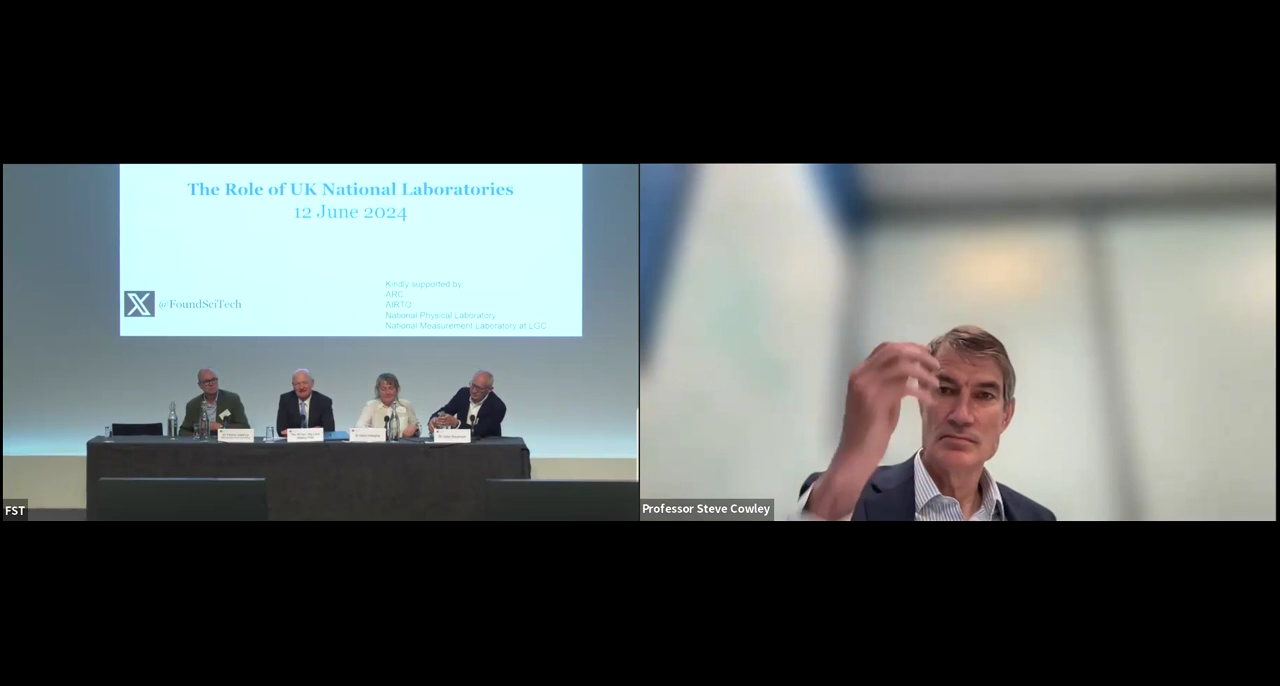 The Role of UK National Laboratories
12 June 2024
@FoundSciTech
Kindly supported by
ARC
AIRTO
National Physical Laboratory
National Measurement Laboratory at LGC
FST
Professor Steve Cowley